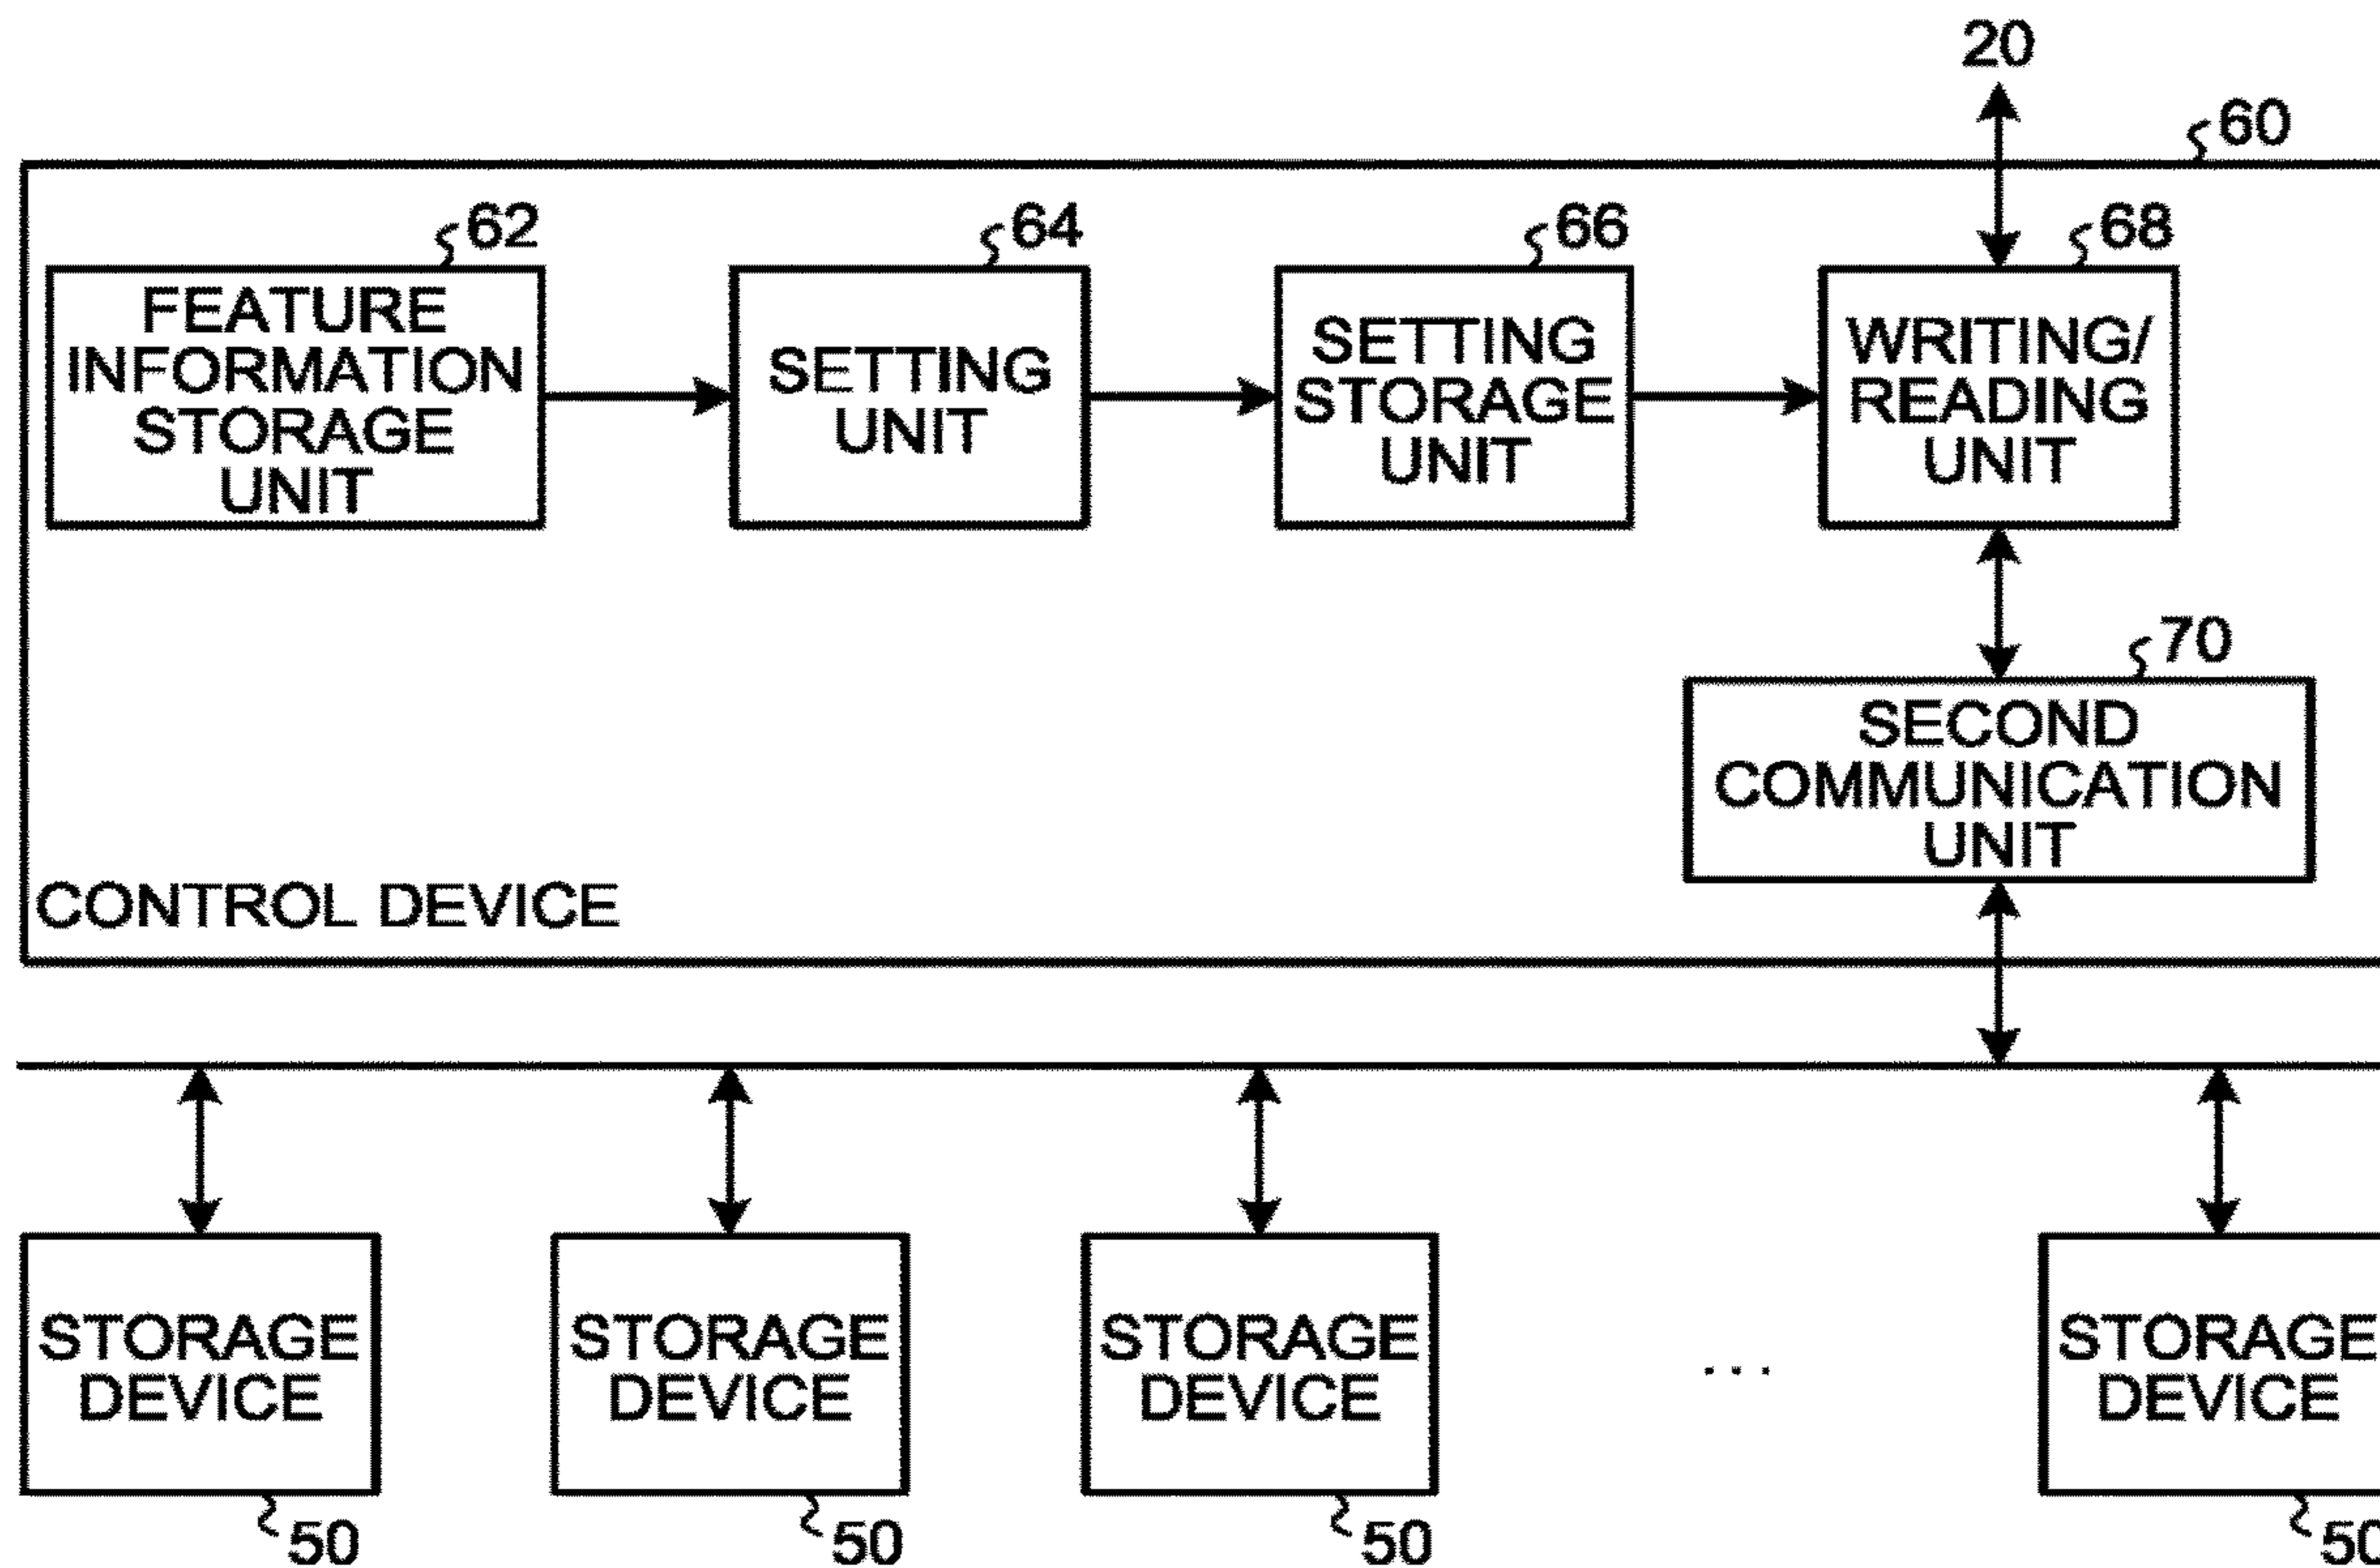 20
60
62
64
66
68
FEATURE
INFORMATION
STORAGE
UNIT
SETTING
UNIT
SETTING
STORAGE
UNIT
WRITING/
READING
UNIT
70
SECOND
COMMUNICATION
UNIT
CONTROL DEVICE
STORAGE
DEVICE
STORAGE
DEVICE
STORAGE
DEVICE
...
STORAGE
DEVICE
50
50
50
50